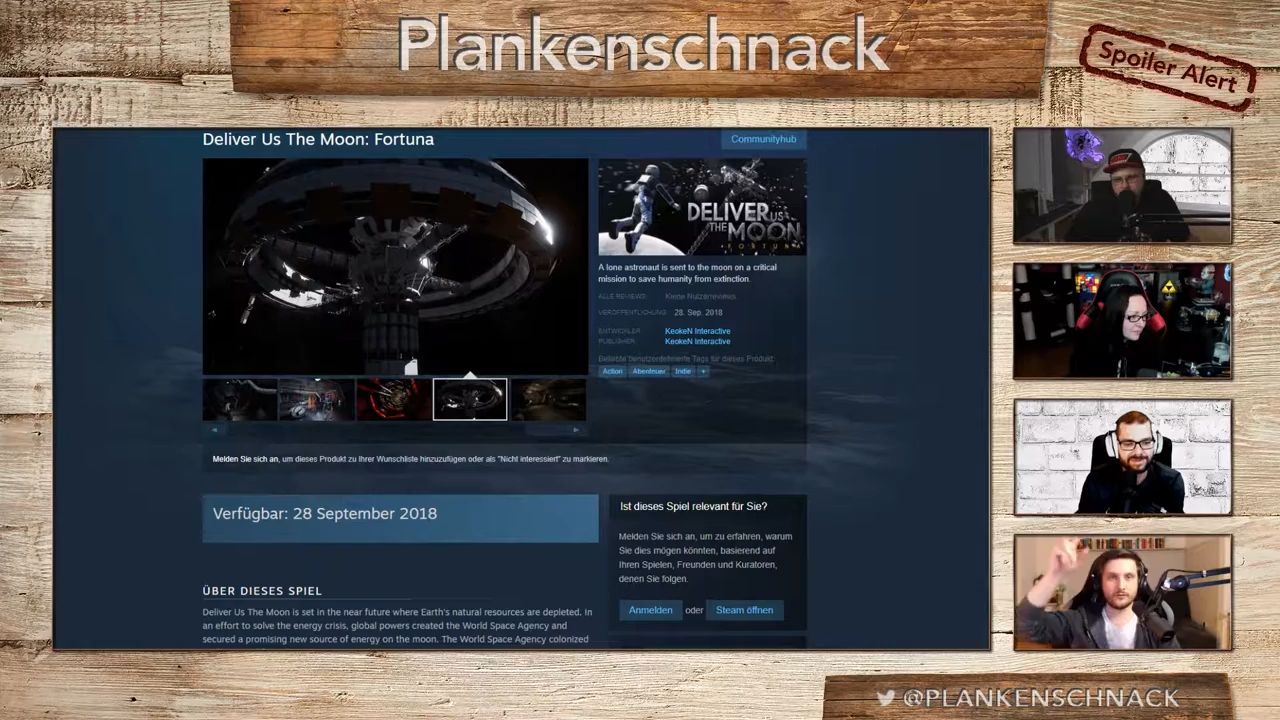 Plankenschnack
Spoiler Alert
Deliver Us The Moon: Fortuna
Communityhub
DELIVER US
THE MOON
FORTUNA
A lone astronaut is sent to the moon on a critical
mission to save humanity from extinction
ALLE REVIEWS: Keine Nutzerreviews
VERÖFFENTLICHUNG: 28. Sep. 2018
ENTWICKLER KeokeN Interactive
PUBLISHER KeokeN Interactive
Beliebte benutzerdefinierte Tags für dieses Produkt:
Action Abenteuer Indie +
Melden Sie sich an, um dieses Produkt zu Ihrer Wunschliste hinzuzufügen oder als "Nicht interessiert" zu markieren.
Verfügbar: 28 September 2018
Ist dieses Spiel relevant für Sie?
Melden Sie sich an, um zu erfahren, warum
Sie dies mögen könnten, basierend auf
Ihren Spielen, Freunden und Kuratoren,
denen Sie folgen.
Anmelden oder Steam öffnen
ÜBER DIESES SPIEL
Deliver Us The Moon is set in the near future where Earth's natural resources are depleted. In
an effort to solve the energy crisis, global powers created the World Space Agency and
secured a promising new source of energy on the moon. The World Space Agency colonized
@PLANKENSCHNACK